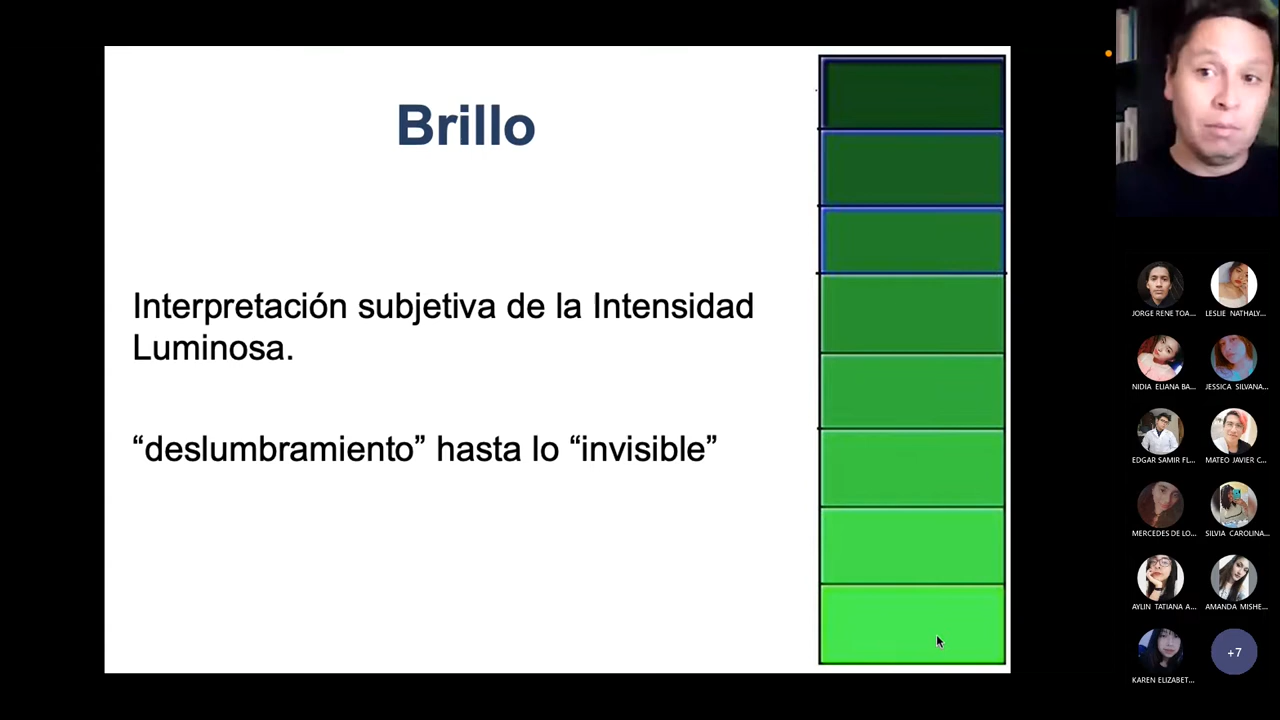 Brillo
Interpretación subjetiva de la Intensidad
Luminosa.
“deslumbramiento” hasta lo “invisible”
JORGE RENE TOA...
LESLIE NATHALY...
NIDIA ELIANA BA...
JESSICA SILVANA...
EDGAR SAMIR FL...
MATEO JAVIER C...
MERCEDES DE LO...
SILVIA CAROLINA...
AYLIN TATIANA A...
AMANDA MISHE...
KAREN ELIZABET...
+7